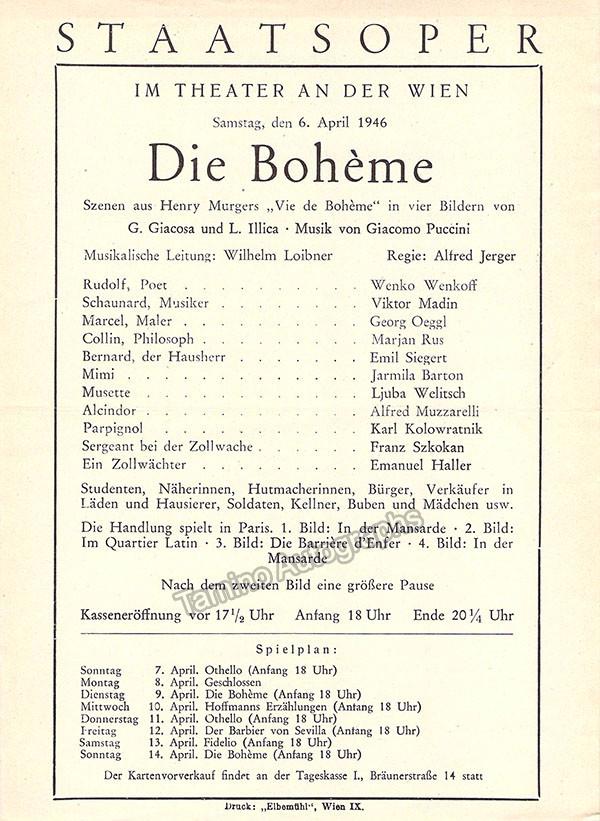 STAATSOPER
IM THEATER AN DER WIEN
Samstag, den 6. April 1946
Die Bohème
Szenen aus Henry Murgers „Vie de Bohème“ in vier Bildern von
G. Giacosa und L. Illica · Musik von Giacomo Puccini
Musikalische Leitung: Wilhelm Loibner Regie: Alfred Jerger
Rudolf, Poet . . . . . . . . . . Wenko Wenkoff
Schaunard, Musiker . . . . . . . . Viktor Madin
Marcel, Maler . . . . . . . . . . Georg Oeggl
Collin, Philosoph . . . . . . . . . Marjan Rus
Bernard, der Hausherr . . . . . . . Emil Siegert
Mimi . . . . . . . . . . . . Jarmila Barton
Musette . . . . . . . . . . . Ljuba Welitsch
Alcindor . . . . . . . . . . . Alfred Muzzarelli
Parpignol . . . . . . . . . . . Karl Kolowratnik
Sergeant bei der Zollwache . . . . . . Franz Szkokan
Ein Zollwächter . . . . . . . . . Emanuel Haller
Studenten, Näherinnen, Hutmacherinnen, Bürger, Verkäufer in
Läden und Hausierer, Soldaten, Kellner, Buben und Mädchen usw.
Die Handlung spielt in Paris. 1. Bild: In der Mansarde · 2. Bild:
Im Quartier Latin · 3. Bild: Die Barrière d'Enfer · 4. Bild: In der
Mansarde
Nach dem zweiten Bild eine größere Pause
Tamino Autographs
Kasseneröffnung vor 17 1/2 Uhr Anfang 18 Uhr Ende 20 1/4 Uhr
Spielplan:
Sonntag 7. April. Othello (Anfang 18 Uhr)
Montag 8. April. Geschlossen
Dienstag 9. April. Die Bohème (Anfang 18 Uhr)
Mittwoch 10. April. Hoffmanns Erzählungen (Anfang 18 Uhr)
Donnerstag 11. April. Othello (Anfang 18 Uhr)
Freitag 12. April. Der Barbier von Sevilla (Anfang 18 Uhr)
Samstag 13. April. Fidelio (Anfang 18 Uhr)
Sonntag 14. April. Die Bohème (Anfang 18 Uhr)
Der Kartenvorverkauf findet an der Tageskasse I., Bräunerstraße 14 statt
Druck: „Elbemühl“, Wien IX.